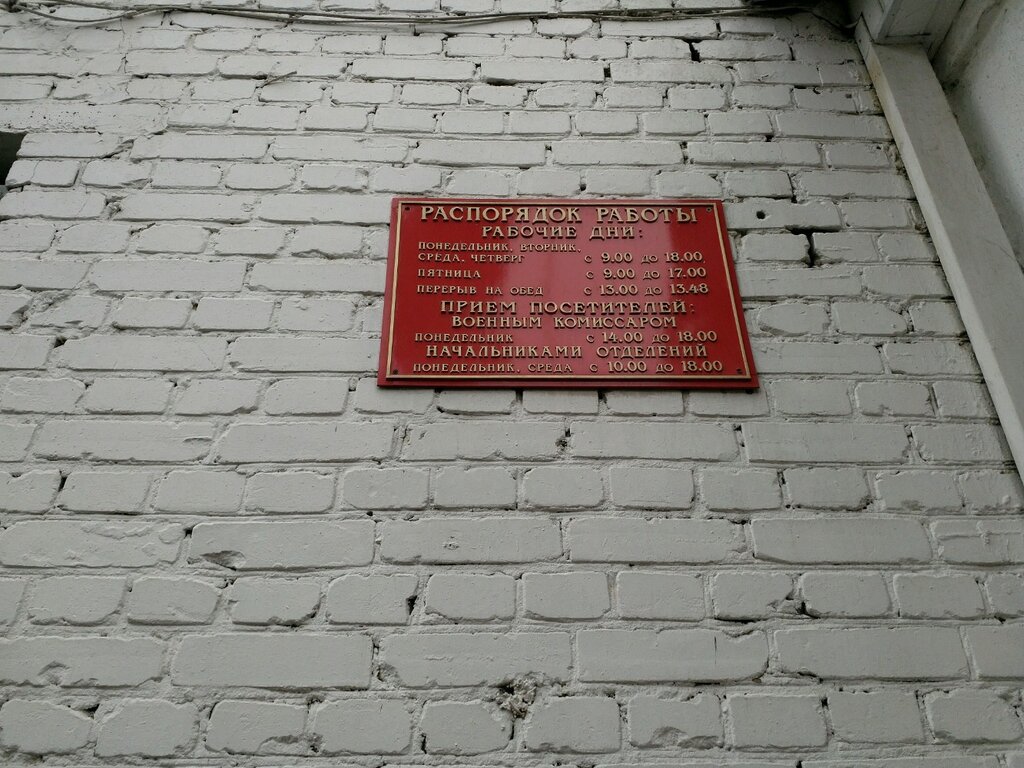 РАСПОРЯДОК РАБОТЫ
РАБОЧИЕ ДНИ:
ПОНЕДЕЛЬНИК, ВТОРНИК,
СРЕДА, ЧЕТВЕРГ с 9.00 до 18.00
ПЯТНИЦА с 9.00 до 17.00
ПЕРЕРЫВ НА ОБЕД с 13.00 до 13.48
ПРИЕМ ПОСЕТИТЕЛЕЙ:
ВОЕННЫМ КОМИССАРОМ
ПОНЕДЕЛЬНИК с 14.00 до 18.00
НАЧАЛЬНИКАМИ ОТДЕЛЕНИЙ
ПОНЕДЕЛЬНИК, СРЕДА с 10.00 до 18.00